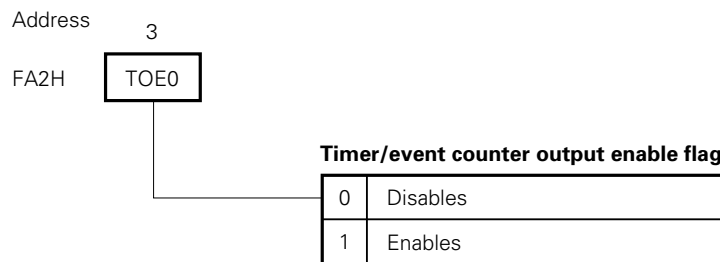 Address
3
FA2H TOE0
Timer/event counter output enable flag
0 Disables
1 Enables